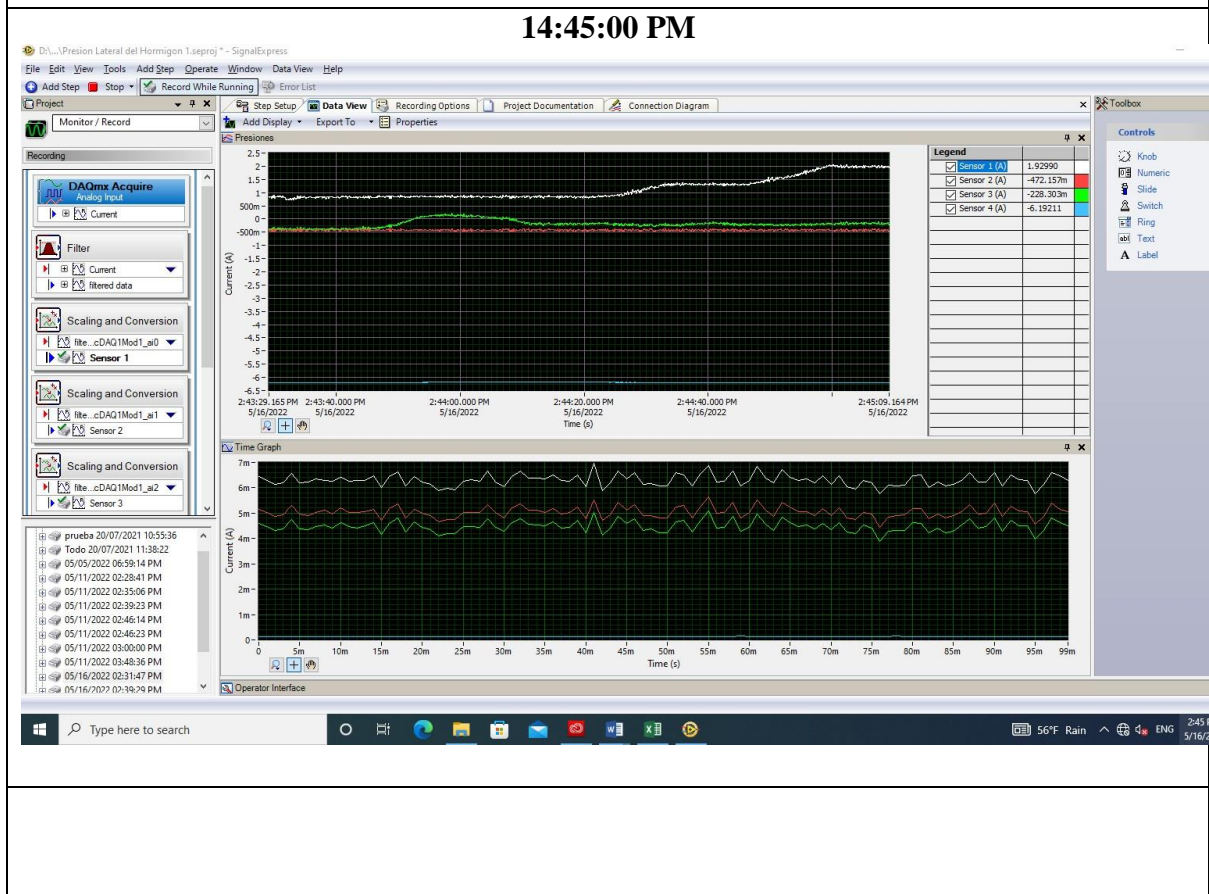 14:45:00 PM
D:\...\Presion Lateral del Hormigon 1.seproj * - SignalExpress
File Edit View Tools Add Step Operate Window Data View Help
Add Step Stop Record While Running Error List
Project
Monitor / Record
Recording
DAQmx Acquire
Analog Input
Current
Filter
Current
filtered data
Scaling and Conversion
filte...cDAQ1Mod1_ai0
Sensor 1
Scaling and Conversion
filte...cDAQ1Mod1_ai1
Sensor 2
Scaling and Conversion
filte...cDAQ1Mod1_ai2
Sensor 3
prueba 20/07/2021 10:55:36
Todo 20/07/2021 11:38:22
05/05/2022 06:59:14 PM
05/11/2022 02:28:41 PM
05/11/2022 02:35:06 PM
05/11/2022 02:39:23 PM
05/11/2022 02:46:14 PM
05/11/2022 02:46:23 PM
05/11/2022 03:00:00 PM
05/11/2022 03:48:36 PM
05/16/2022 02:31:47 PM
05/16/2022 02:39:29 PM
Step Setup Data View Recording Options Project Documentation Connection Diagram
Add Display Export To Properties
Presiones
2.5
2
1.5
1
500m
0
-500m
-1
-1.5
-2
-2.5
-3
-3.5
-4
-4.5
-5
-5.5
-6
-6.5
Current (A)
2:43:29.165 PM 2:43:40.000 PM 2:44:00.000 PM 2:44:20.000 PM 2:44:40.000 PM 2:45:09.164 PM
5/16/2022 5/16/2022 5/16/2022 5/16/2022 5/16/2022 5/16/2022
Time (s)
Legend
Sensor 1 (A) 1.92990
Sensor 2 (A) -472.157m
Sensor 3 (A) -228.303m
Sensor 4 (A) -6.19211
Time Graph
7m
6m
5m
4m
3m
2m
1m
0
Current (A)
0 5m 10m 15m 20m 25m 30m 35m 40m 45m 50m 55m 60m 65m 70m 75m 80m 85m 90m 95m 99m
Time (s)
Operator Interface
Toolbox
Controls
Knob
Numeric
Slide
Switch
Ring
abl Text
A Label
Type here to search
56°F Rain ENG
2:45